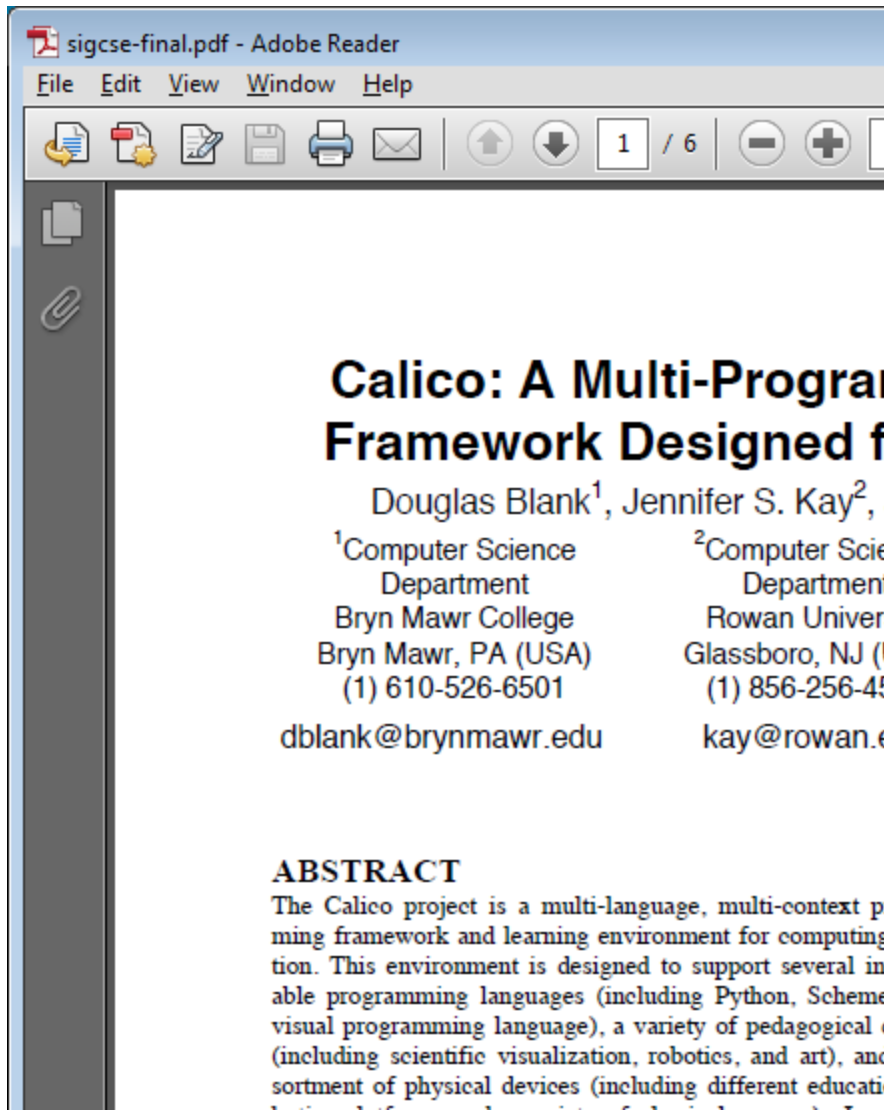 sigcse-final.pdf - Adobe Reader
File Edit View Window Help
1 / 6
Calico: A Multi-Progra
Framework Designed f
Douglas Blank1, Jennifer S. Kay2,
1Computer Science
Department
Bryn Mawr College
Bryn Mawr, PA (USA)
(1) 610-526-6501
dblank@brynmawr.edu
2Computer Scie
Department
Rowan Univer
Glassboro, NJ (
(1) 856-256-45
kay@rowan.e
ABSTRACT
The Calico project is a multi-language, multi-context p
ming framework and learning environment for computing
tion. This environment is designed to support several in
able programming languages (including Python, Scheme
visual programming language), a variety of pedagogical
(including scientific visualization, robotics, and art), and
sortment of physical devices (including different educati